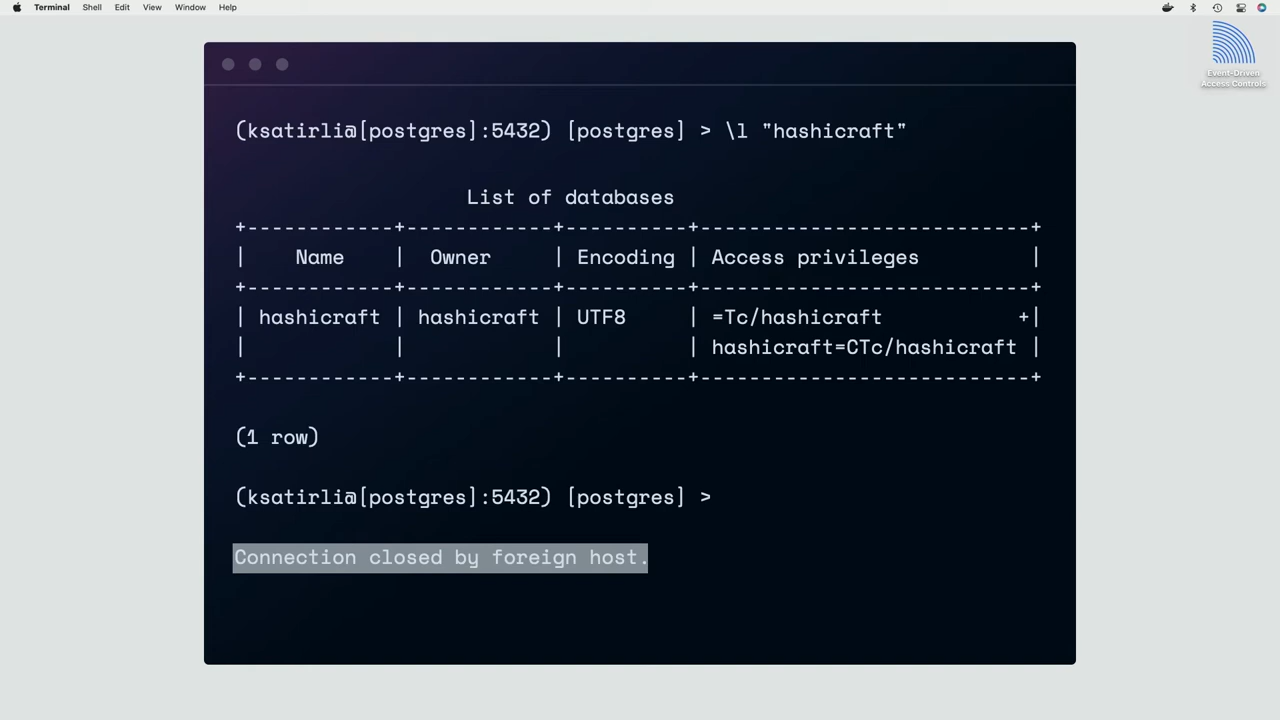 Terminal Shell Edit View Window Help
Event-Driven
Access Controls
(ksatirli@[postgres]:5432) [postgres] > \l "hashicraft"
List of databases
+------------+------------+----------+---------------------------+
| Name | Owner | Encoding | Access privileges |
+------------+------------+----------+---------------------------+
| hashicraft | hashicraft | UTF8 | =Tc/hashicraft +|
| | | | hashicraft=CTc/hashicraft |
+------------+------------+----------+---------------------------+
(1 row)
(ksatirli@[postgres]:5432) [postgres] >
Connection closed by foreign host.